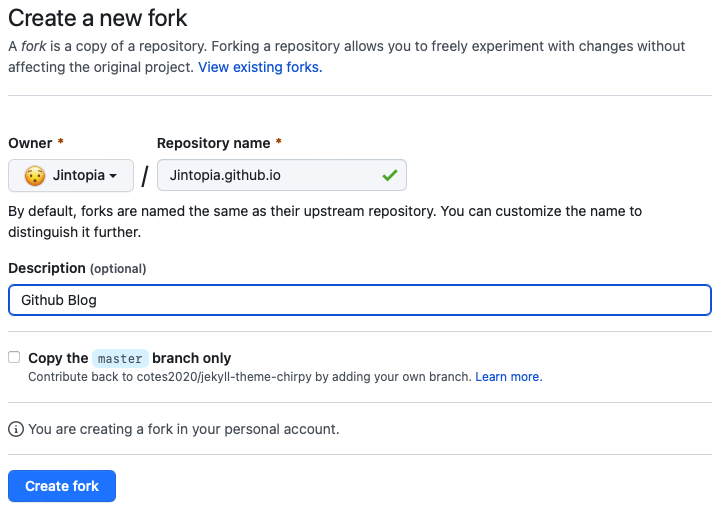 Create a new fork
A fork is a copy of a repository. Forking a repository allows you to freely experiment with changes without
affecting the original project. View existing forks.
Owner * Repository name *
Jintopia / Jintopia.github.io
By default, forks are named the same as their upstream repository. You can customize the name to
distinguish it further.
Description (optional)
Github Blog
Copy the master branch only
Contribute back to cotes2020/jekyll-theme-chirpy by adding your own branch. Learn more.
You are creating a fork in your personal account.
Create fork